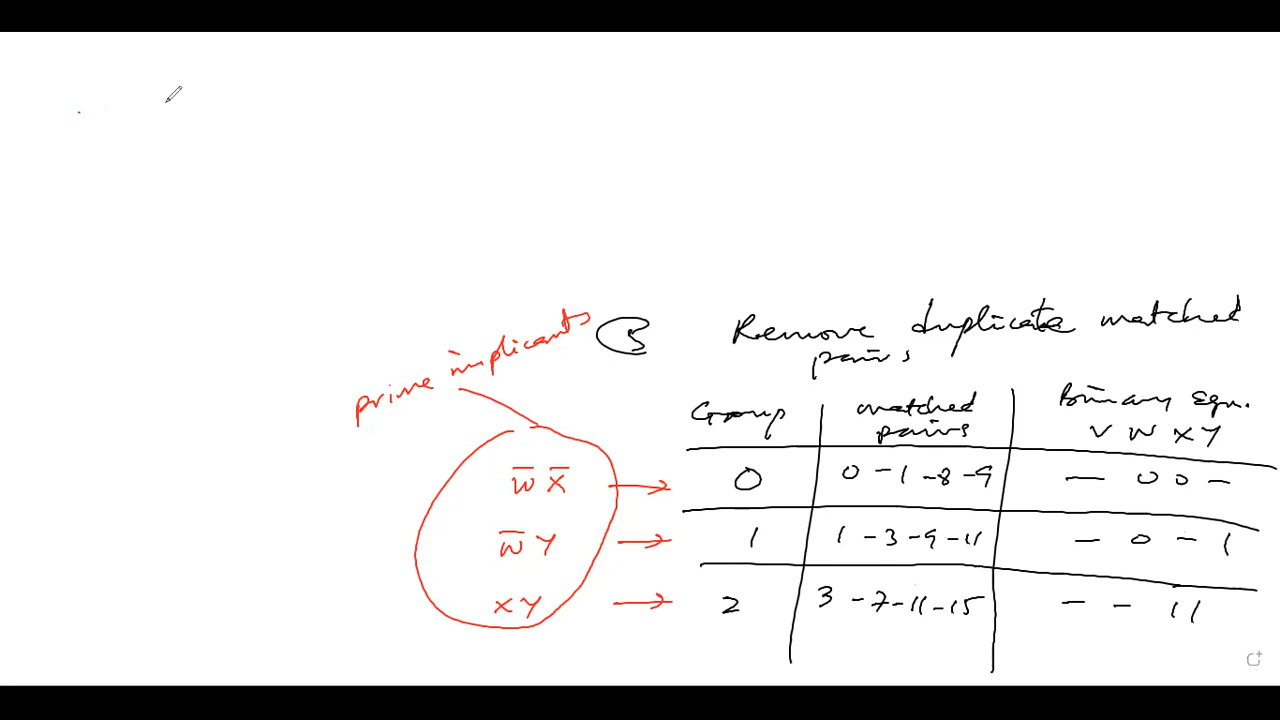 prime implicants
5 Remove duplicate matched
pairs
Group matched pairs Binary Eqn.
V W X Y
W̅ X̅ → 0 0 - 1 - 8 - 9 — 0 0 —
W̅ Y → 1 1 - 3 - 9 - 11 — 0 — 1
X Y → 2 3 - 7 - 11 - 15 — — 1 1